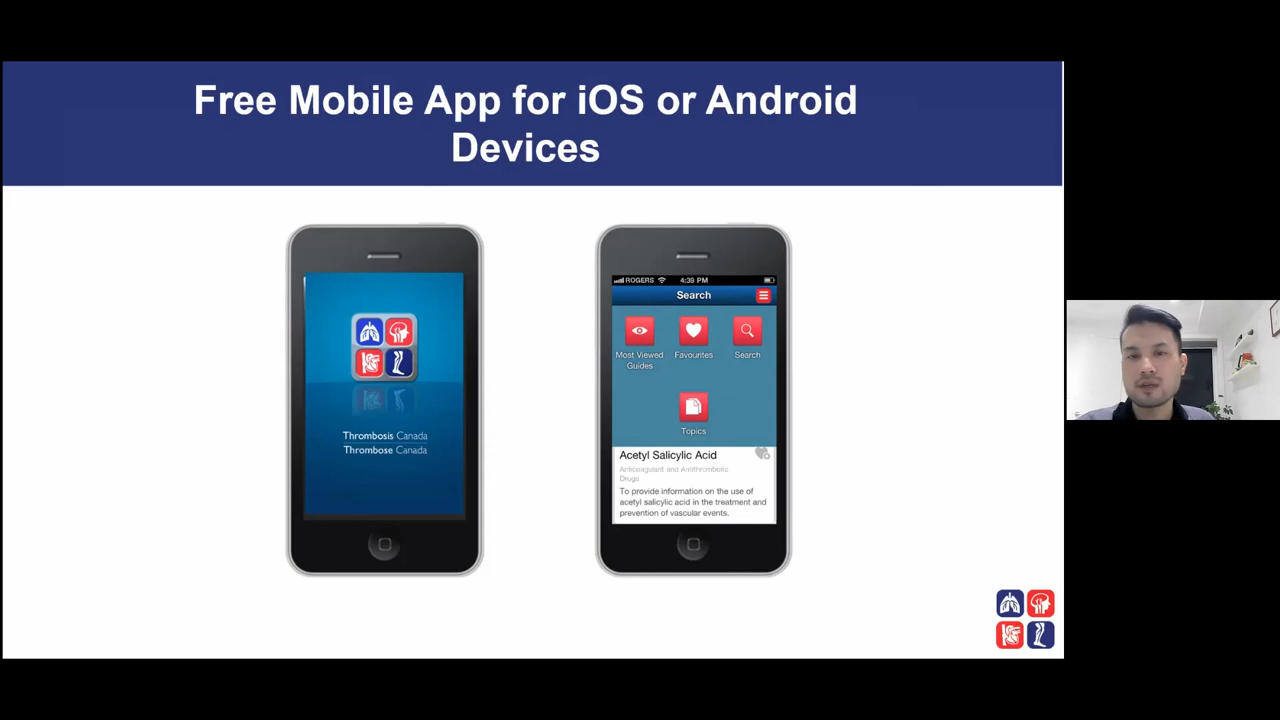 Free Mobile App for iOS or Android
Devices
Thrombosis Canada
Thrombose Canada
ROGERS 4:39 PM
Search
Most Viewed
Guides
Favourites
Search
Topics
Acetyl Salicylic Acid
Anticoagulant and Antithrombotic
Drugs
To provide information on the use of
acetyl salicylic acid in the treatment and
prevention of vascular events.